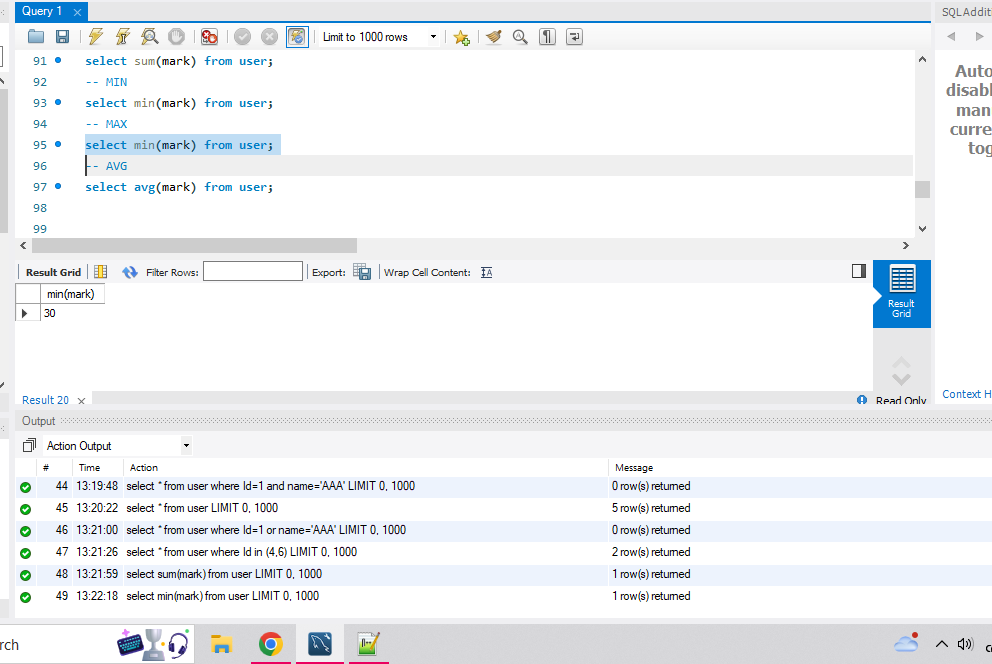 Query 1
SQLAddit
Limit to 1000 rows
91 select sum(mark) from user;
92 -- MIN
93 select min(mark) from user;
94 -- MAX
95 select min(mark) from user;
96 -- AVG
97 select avg(mark) from user;
98
99
Auto
disabl
man
curre
tog
Result Grid Filter Rows: Export: Wrap Cell Content:
min(mark)
30
Result
Grid
Result 20
Read Only
Context H
Output
Action Output
# Time Action Message
44 13:19:48 select * from user where Id=1 and name='AAA' LIMIT 0, 1000 0 row(s) returned
45 13:20:22 select * from user LIMIT 0, 1000 5 row(s) returned
46 13:21:00 select * from user where Id=1 or name='AAA' LIMIT 0, 1000 0 row(s) returned
47 13:21:26 select * from user where Id in (4,6) LIMIT 0, 1000 2 row(s) returned
48 13:21:59 select sum(mark) from user LIMIT 0, 1000 1 row(s) returned
49 13:22:18 select min(mark) from user LIMIT 0, 1000 1 row(s) returned
rch